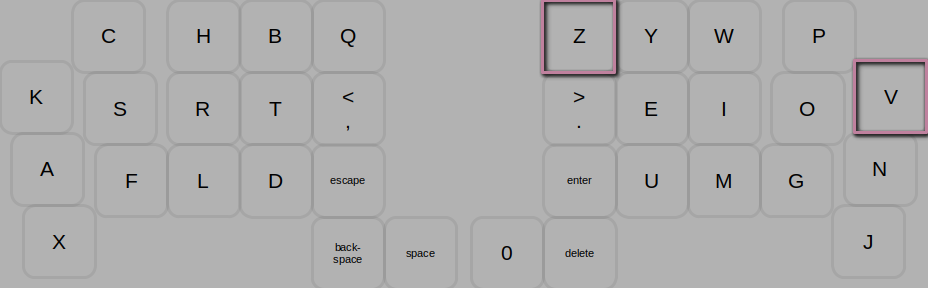 C H B Q Z Y W P
K S R T < , > . E I O V
A F L D escape enter U M G N
X back-
space space 0 delete J